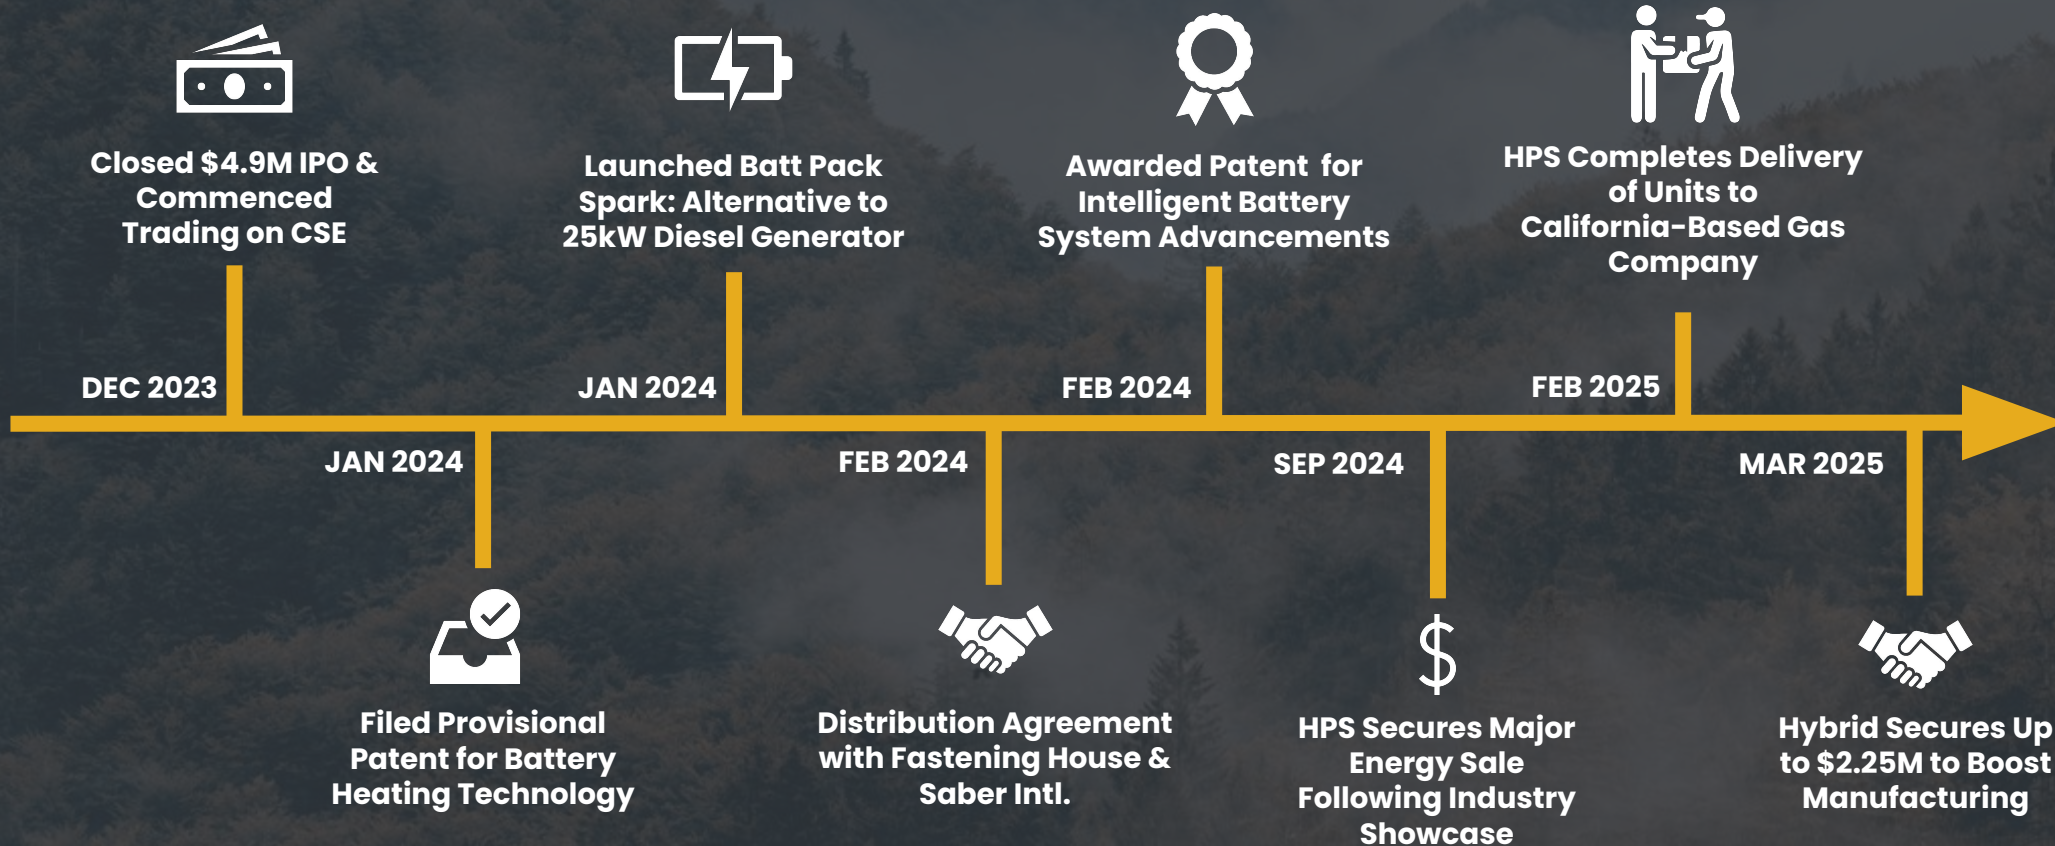 Closed $4.9M IPO &
Commenced
Trading on CSE
DEC 2023
JAN 2024
Filed Provisional
Patent for Battery
Heating Technology
Launched Batt Pack
Spark: Alternative to
25kW Diesel Generator
JAN 2024
FEB 2024
Distribution Agreement
with Fastening House &
Saber Intl.
Awarded Patent for
Intelligent Battery
System Advancements
FEB 2024
SEP 2024
HPS Secures Major
Energy Sale
Following Industry
Showcase
HPS Completes Delivery
of Units to
California-Based Gas
Company
FEB 2025
MAR 2025
Hybrid Secures Up
to $2.25M to Boost
Manufacturing